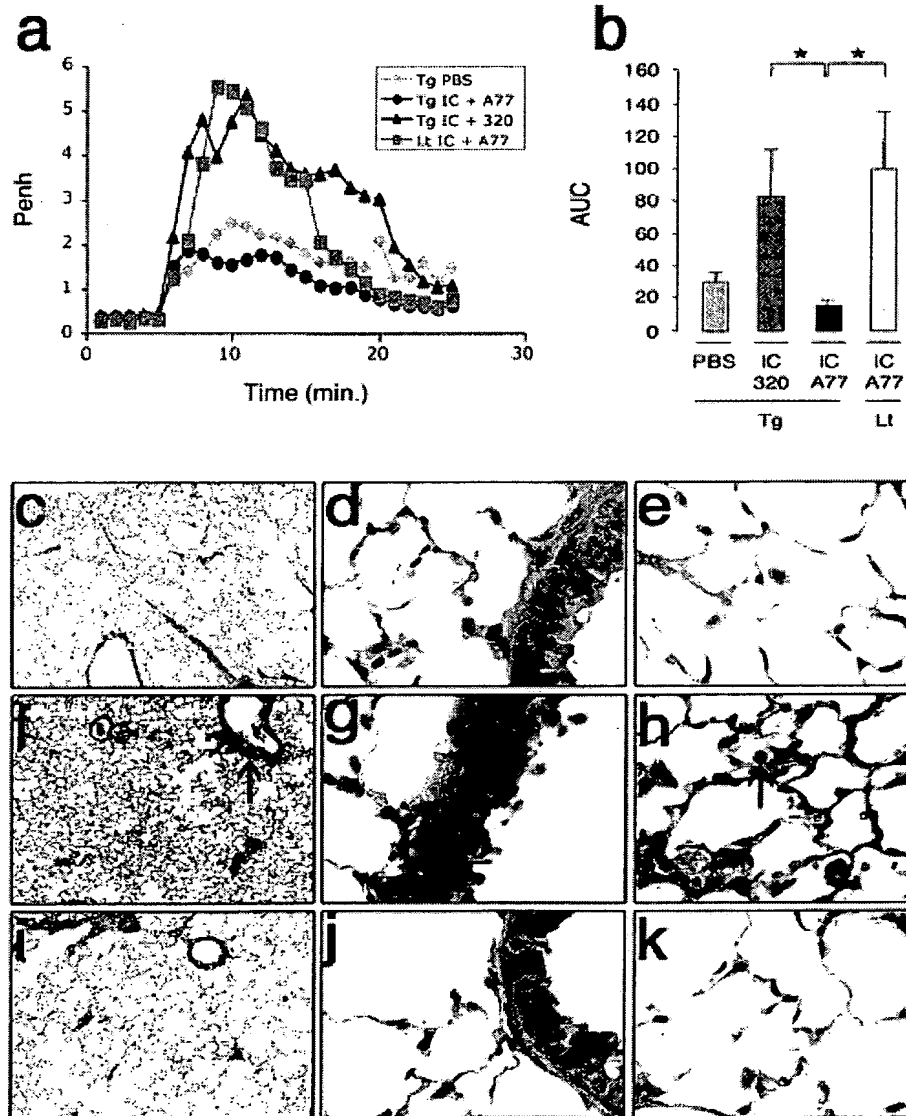 a
6
5
4
3
2
1
0
Penh
0
10
20
30
Time (min.)
Tg PBS
Tg IC + A77
Tg IC + 320
Lt IC + A77
b
* *
160
140
120
100
80
60
40
20
0
AUC
PBS
IC
320
IC
A77
IC
A77
Tg
Lt
c
d
e
f
g
h
i
j
k